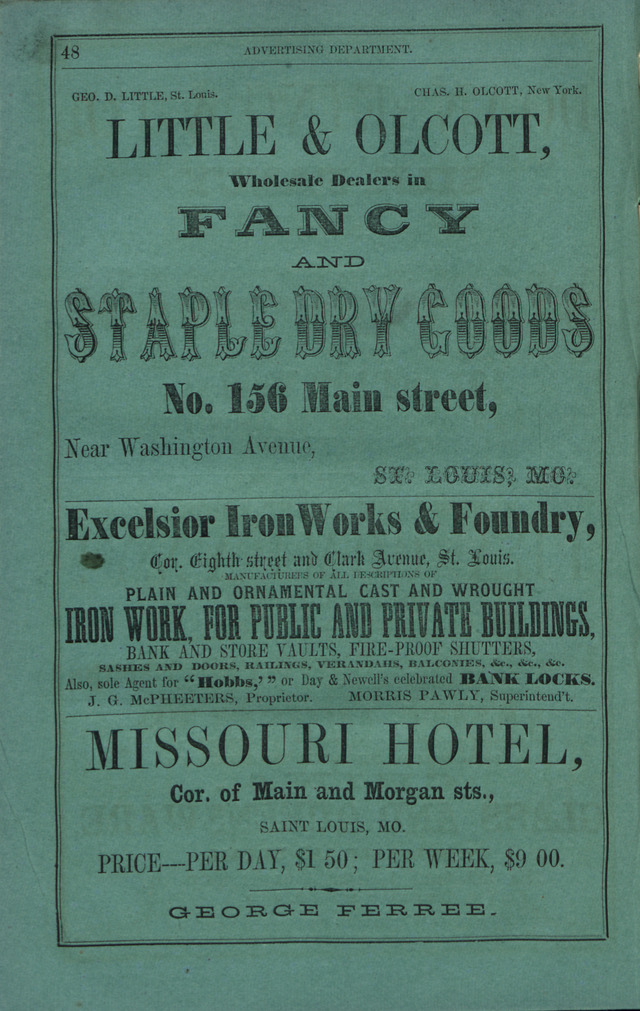 48
ADVERTISING DEPARTMENT.
GEO. D. LITTLE, St. Louis. CHAS. H. OLCOTT, New York.
LITTLE & OLCOTT,
Wholesale Dealers in
FANCY
AND
STAPLE DRY GOODS
No. 156 Main street,
Near Washington Avenue,
ST. LOUIS, MO.
Excelsior Iron Works & Foundry,
Cor. Eighth street and Clark Avenue, St. Louis.
MANUFACTURERS OF ALL DESCRIPTIONS OF
PLAIN AND ORNAMENTAL CAST AND WROUGHT
IRON WORK, FOR PUBLIC AND PRIVATE BUILDINGS,
BANK AND STORE VAULTS, FIRE-PROOF SHUTTERS,
SASHES AND DOORS, RAILINGS, VERANDAHS, BALCONIES, &c., &c., &c.
Also, sole Agent for "Hobbs,'" or Day & Newell's celebrated BANK LOCKS.
J. G. McPHEETERS, Proprietor. MORRIS PAWLY, Superintend't.
MISSOURI HOTEL,
Cor. of Main and Morgan sts.,
SAINT LOUIS, MO.
PRICE---PER DAY, $1 50; PER WEEK, $9 00.
GEORGE FERREE.